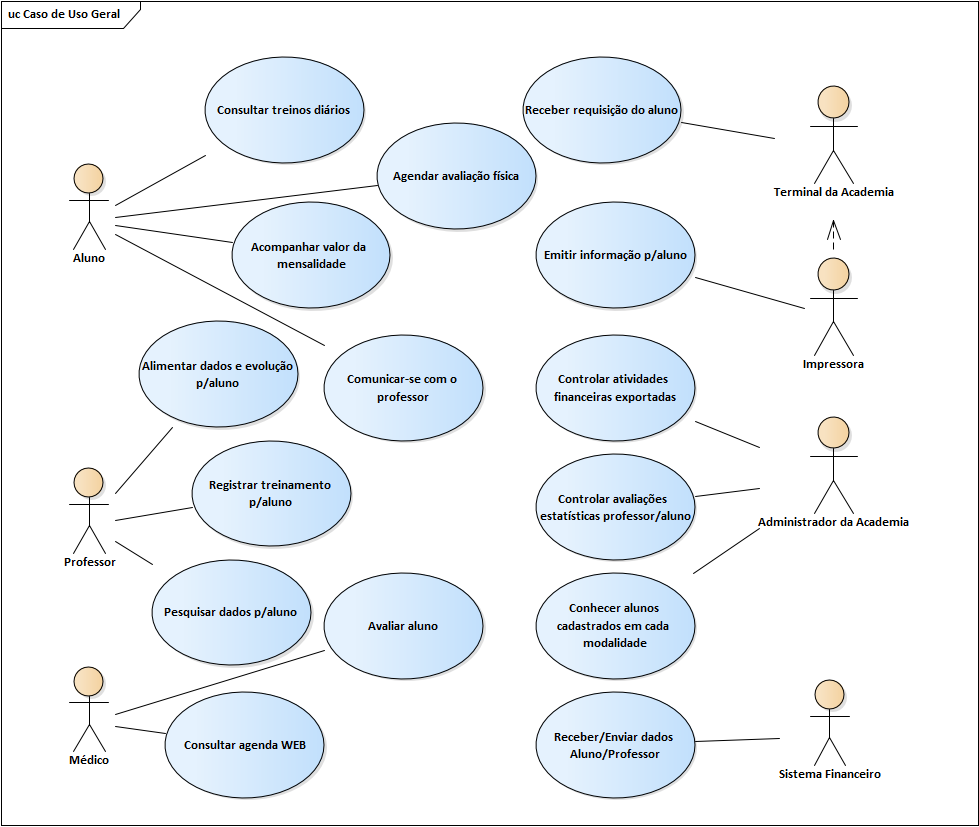 uc Caso de Uso Geral
Consultar treinos diários
Receber requisição do aluno
Agendar avaliação física
Terminal da Academia
Aluno
Acompanhar valor da
mensalidade
Emitir informação p/aluno
Impressora
Alimentar dados e evolução
p/aluno
Comunicar-se com o
professor
Controlar atividades
financeiras exportadas
Registrar treinamento
p/aluno
Controlar avaliações
estatísticas professor/aluno
Administrador da Academia
Professor
Pesquisar dados p/aluno
Avaliar aluno
Conhecer alunos
cadastrados em cada
modalidade
Médico
Consultar agenda WEB
Receber/Enviar dados
Aluno/Professor
Sistema Financeiro